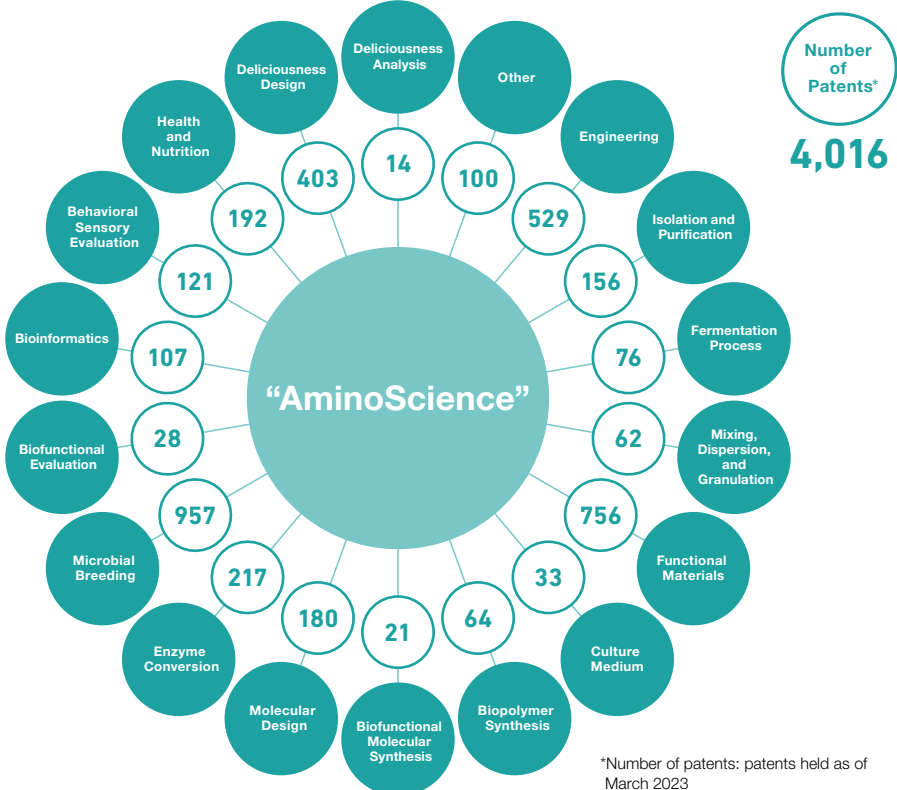 Deliciousness
Analysis
14
Other
100
Engineering
529
Isolation and
Purification
156
Fermentation
Process
76
Mixing,
Dispersion,
and
Granulation
62
Functional
Materials
756
Culture
Medium
33
Biopolymer
Synthesis
64
Biofunctional
Molecular
Synthesis
21
Molecular
Design
180
Enzyme
Conversion
217
Microbial
Breeding
957
Biofunctional
Evaluation
28
Bioinformatics
107
Behavioral
Sensory
Evaluation
121
Health
and
Nutrition
192
Deliciousness
Design
403
“AminoScience”
Number
of
Patents*
4,016
*Number of patents: patents held as of
March 2023